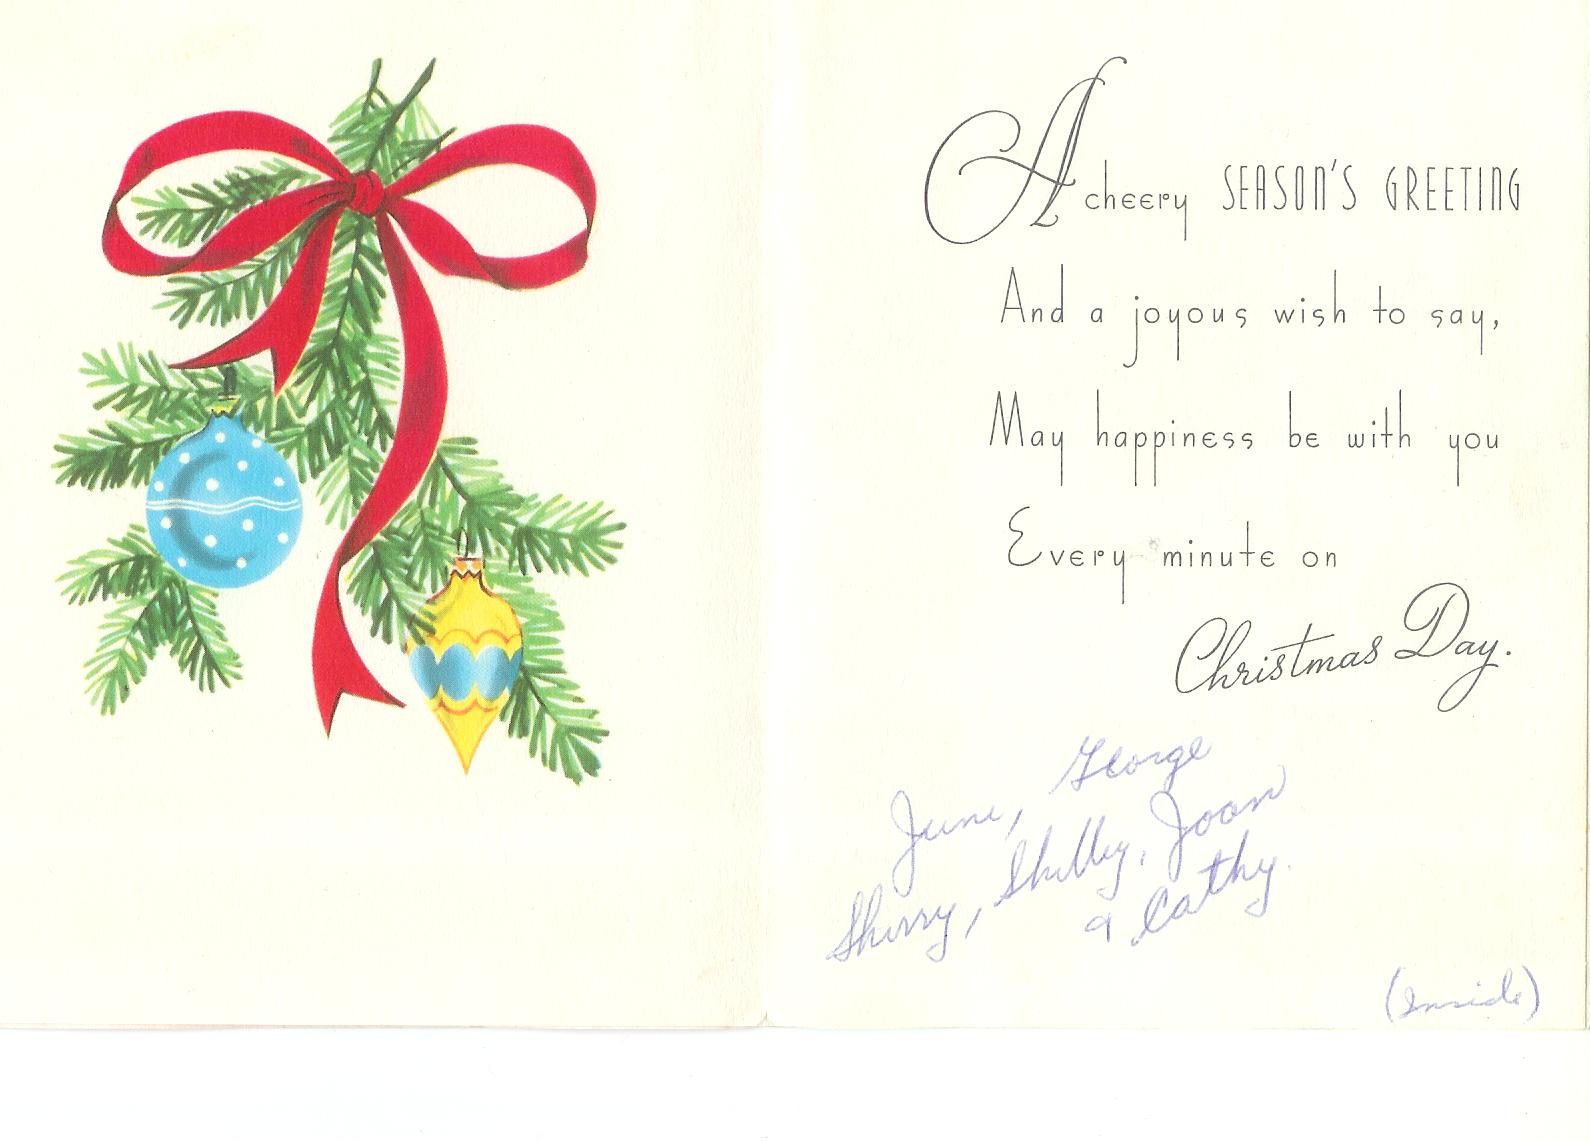 A cheery SEASON'S GREETING
And a joyous wish to say,
May happiness be with you
Every minute on
Christmas Day.
June, George
Sherry, Shelley, Joan
& Cathy.
(Inside)